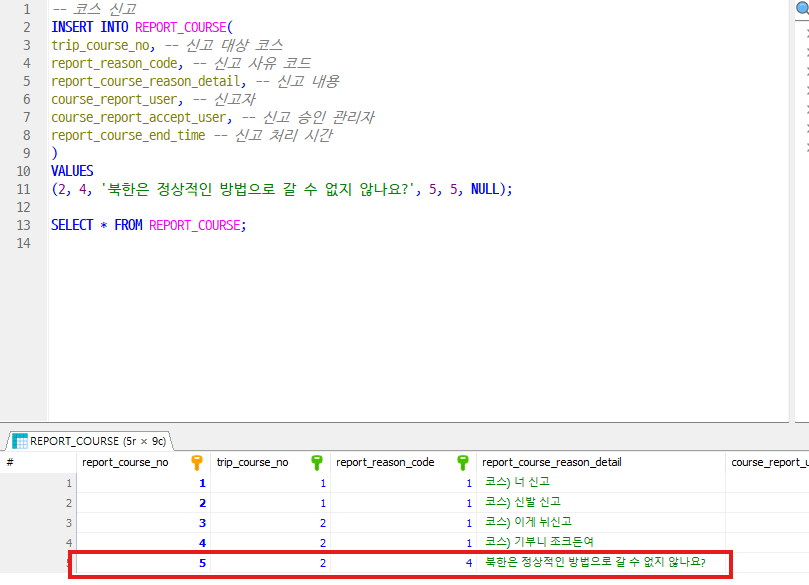 1 -- 코스 신고
2 INSERT INTO REPORT_COURSE(
3 trip_course_no, -- 신고 대상 코스
4 report_reason_code, -- 신고 사유 코드
5 report_course_reason_detail, -- 신고 내용
6 course_report_user, -- 신고자
7 course_report_accept_user, -- 신고 승인 관리자
8 report_course_end_time -- 신고 처리 시간
9 )
10 VALUES
11 (2, 4, '북한은 정상적인 방법으로 갈 수 없지 않나요?', 5, 5, NULL);
12
13 SELECT * FROM REPORT_COURSE;
14
REPORT_COURSE (5r × 9c)
# report_course_no trip_course_no report_reason_code report_course_reason_detail course_report_u
1 1 1 1 코스) 너 신고
2 2 1 1 코스) 신발 신고
3 3 2 1 코스) 이게 뉘신고
4 4 2 1 코스) 기부니 조크든여
5 5 2 4 북한은 정상적인 방법으로 갈 수 없지 않나요?